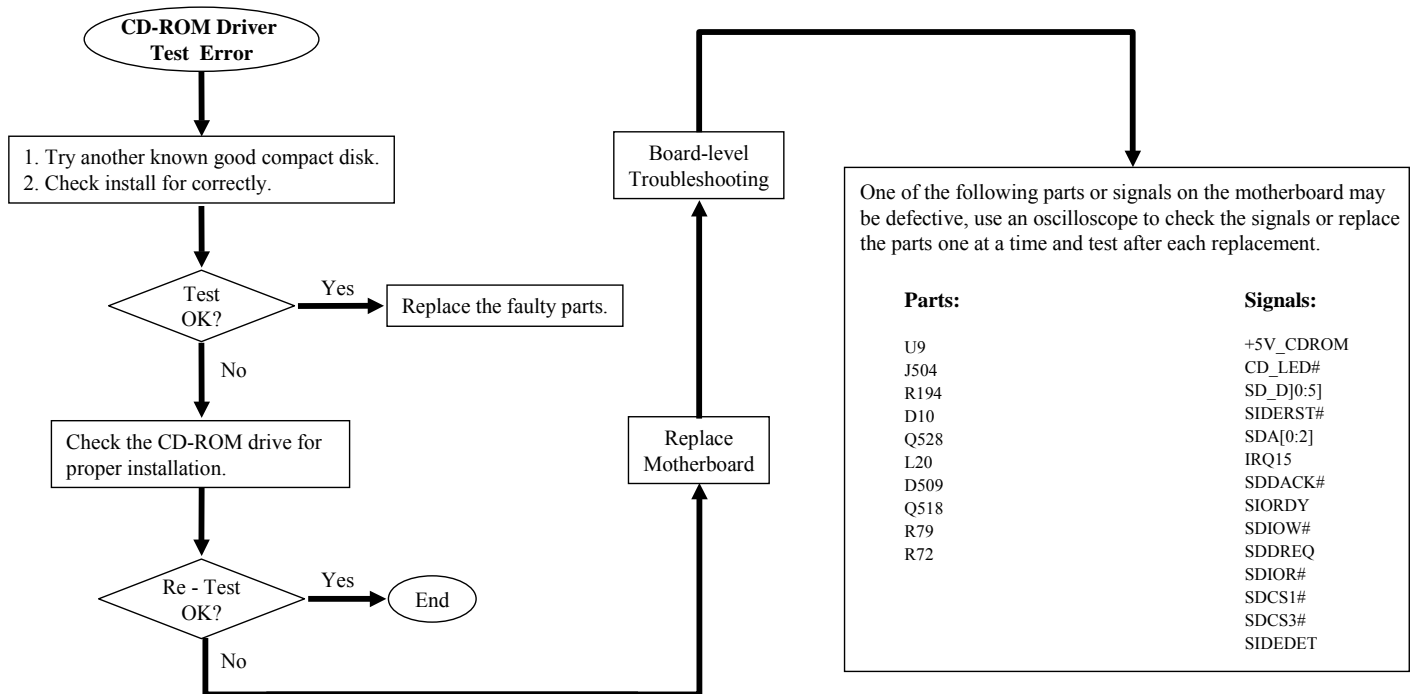 CD-ROM Driver
Test Error
1. Try another known good compact disk.
2. Check install for correctly.
Test
OK?
Yes
Replace the faulty parts.
No
Check the CD-ROM drive for
proper installation.
Re - Test
OK?
Yes
End
No
Replace
Motherboard
Board-level
Troubleshooting
One of the following parts or signals on the motherboard may
be defective, use an oscilloscope to check the signals or replace
the parts one at a time and test after each replacement.
Parts:
U9
J504
R194
D10
Q528
L20
D509
Q518
R79
R72
Signals:
+5V_CDROM
CD_LED#
SD_D]0:5]
SIDERST#
SDA[0:2]
IRQ15
SDDACK#
SIORDY
SDIOW#
SDDREQ
SDIOR#
SDCS1#
SDCS3#
SIDEDET